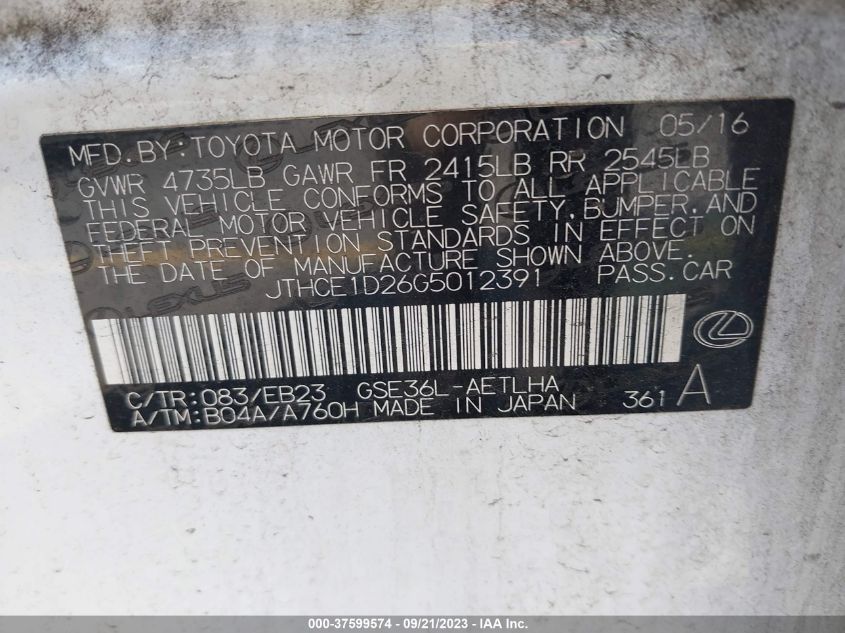 MFD. BY: TOYOTA MOTOR CORPORATION 05/16
GVWR 4735LB GAWR FR 2415LB RR 2545LB
THIS VEHICLE CONFORMS TO ALL APPLICABLE
FEDERAL MOTOR VEHICLE SAFETY, BUMPER, AND
THEFT PREVENTION STANDARDS IN EFFECT ON
THE DATE OF MANUFACTURE SHOWN ABOVE.
JTHCE1D26G5012391 PASS. CAR
C/TR: 083/EB23 GSE36L-AETLHA
A/TM: B04A/A760H MADE IN JAPAN 361 A
000-37599574 - 09/21/2023 - IAA Inc.